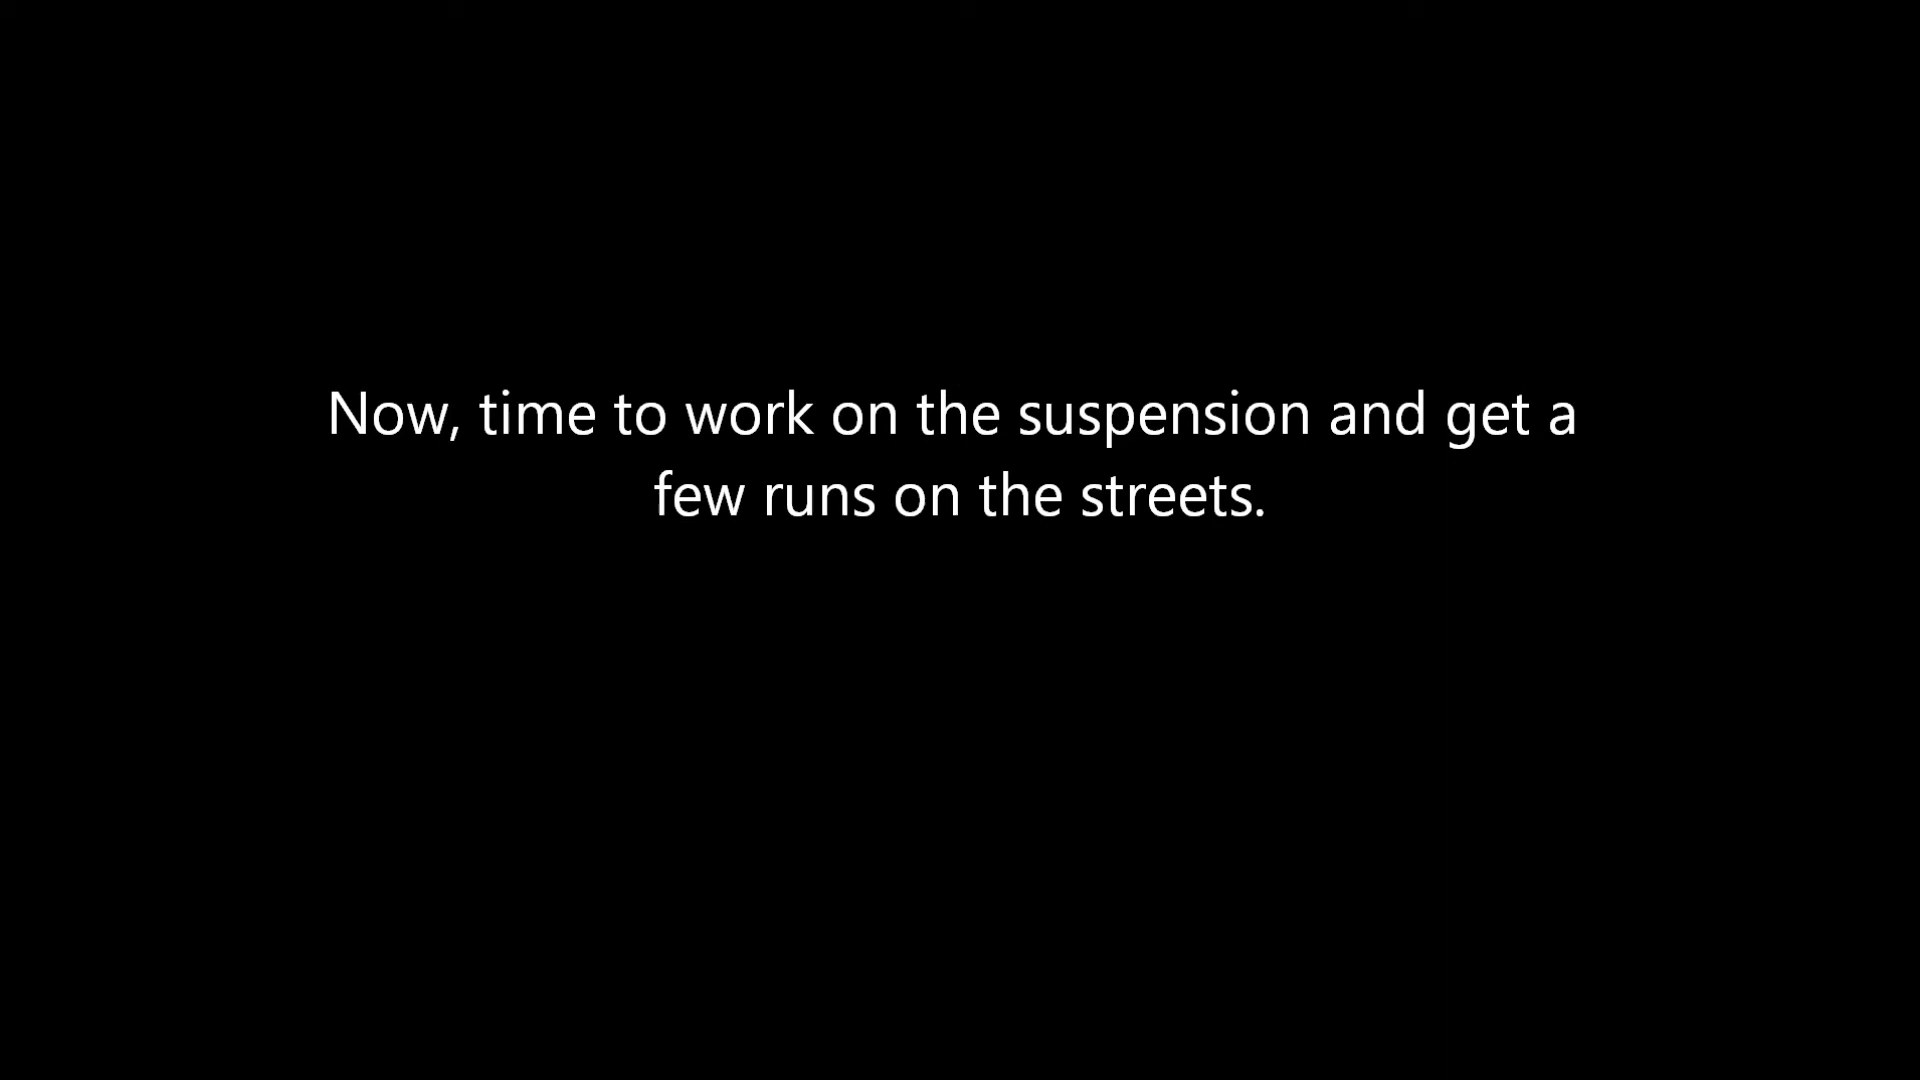 Now, time to work on the suspension and get a
few runs on the streets.